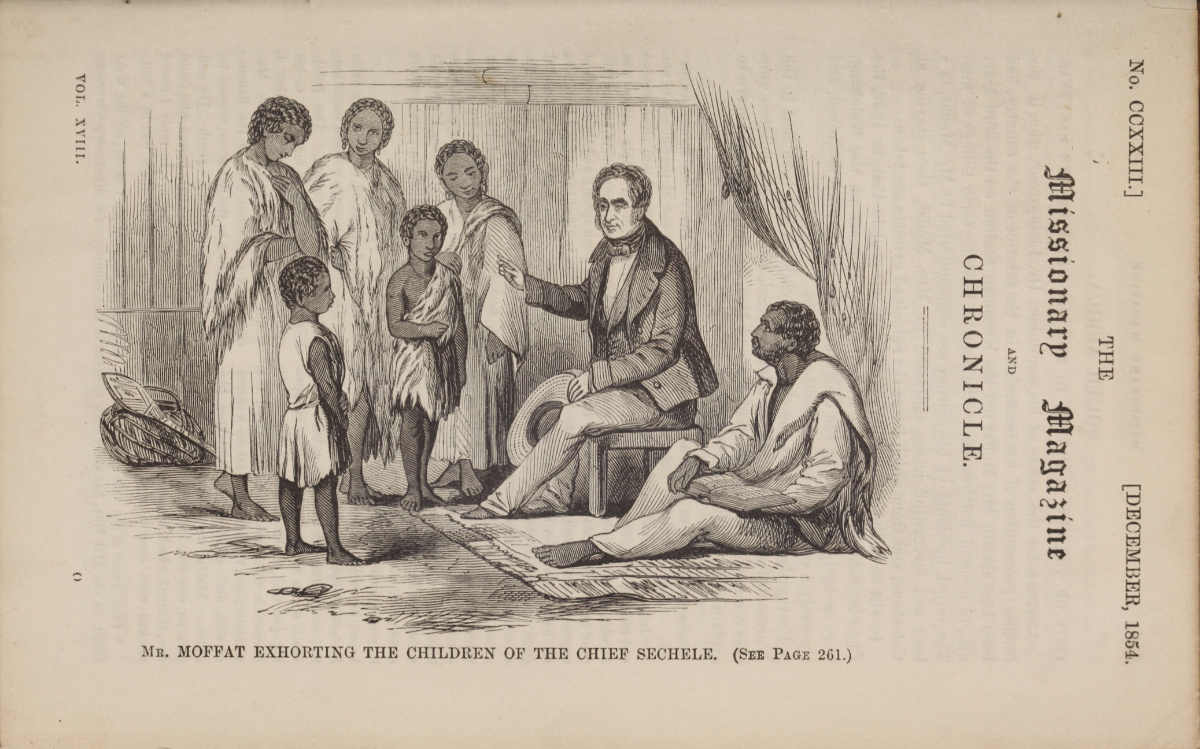 No. CCXXIII.] [DECEMBER, 1854.
THE
Missionary Magazine
AND
CHRONICLE.
MR. MOFFAT EXHORTING THE CHILDREN OF THE CHIEF SECHELE. (SEE PAGE 261.)
VOL. XVIII. O